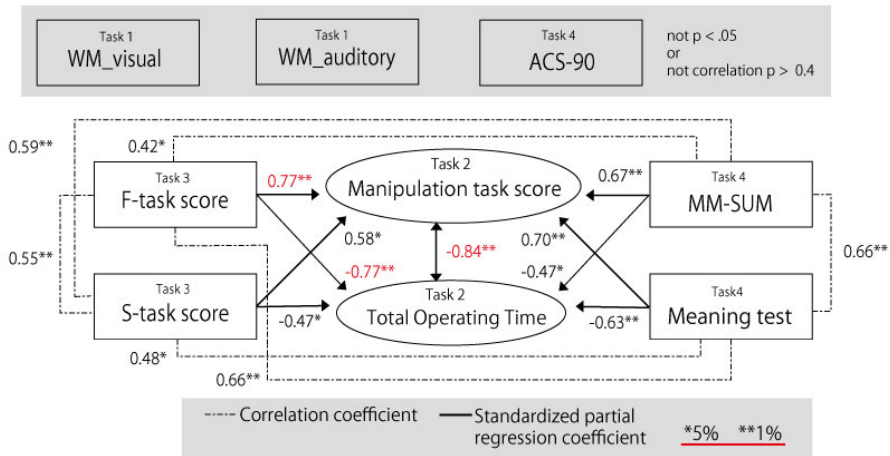 Task 1
WM_visual
Task 1
WM_auditory
Task 4
ACS-90
not p < .05
or
not correlation p > 0.4
0.59**
0.42*
Task 3
F-task score
0.77**
Task 2
Manipulation task score
0.67**
Task 4
MM-SUM
0.58*
0.70**
0.55**
-0.84**
0.66**
-0.77**
-0.47*
Task 3
S-task score
-0.47*
Task 2
Total Operating Time
-0.63**
Task4
Meaning test
0.48*
0.66**
Correlation coefficient
Standardized partial
regression coefficient
*5% **1%